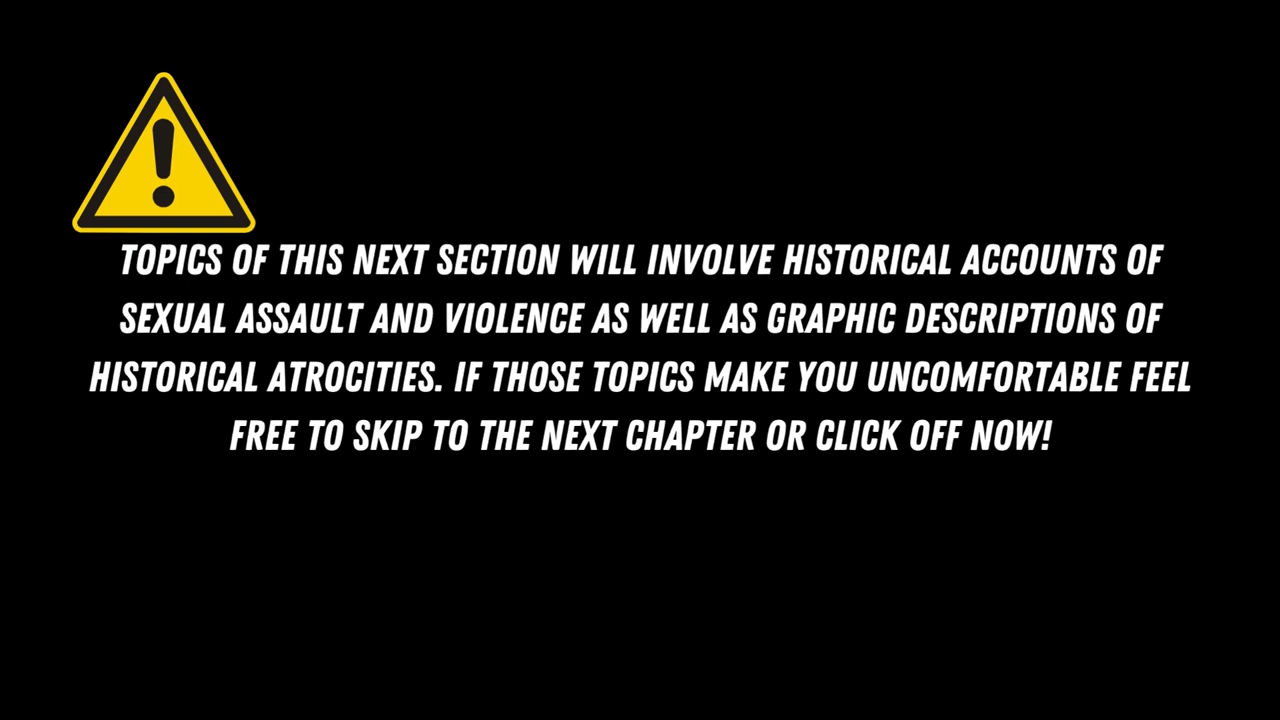 TOPICS OF THIS NEXT SECTION WILL INVOLVE HISTORICAL ACCOUNTS OF
SEXUAL ASSAULT AND VIOLENCE AS WELL AS GRAPHIC DESCRIPTIONS OF
HISTORICAL ATROCITIES. IF THOSE TOPICS MAKE YOU UNCOMFORTABLE FEEL
FREE TO SKIP TO THE NEXT CHAPTER OR CLICK OFF NOW!